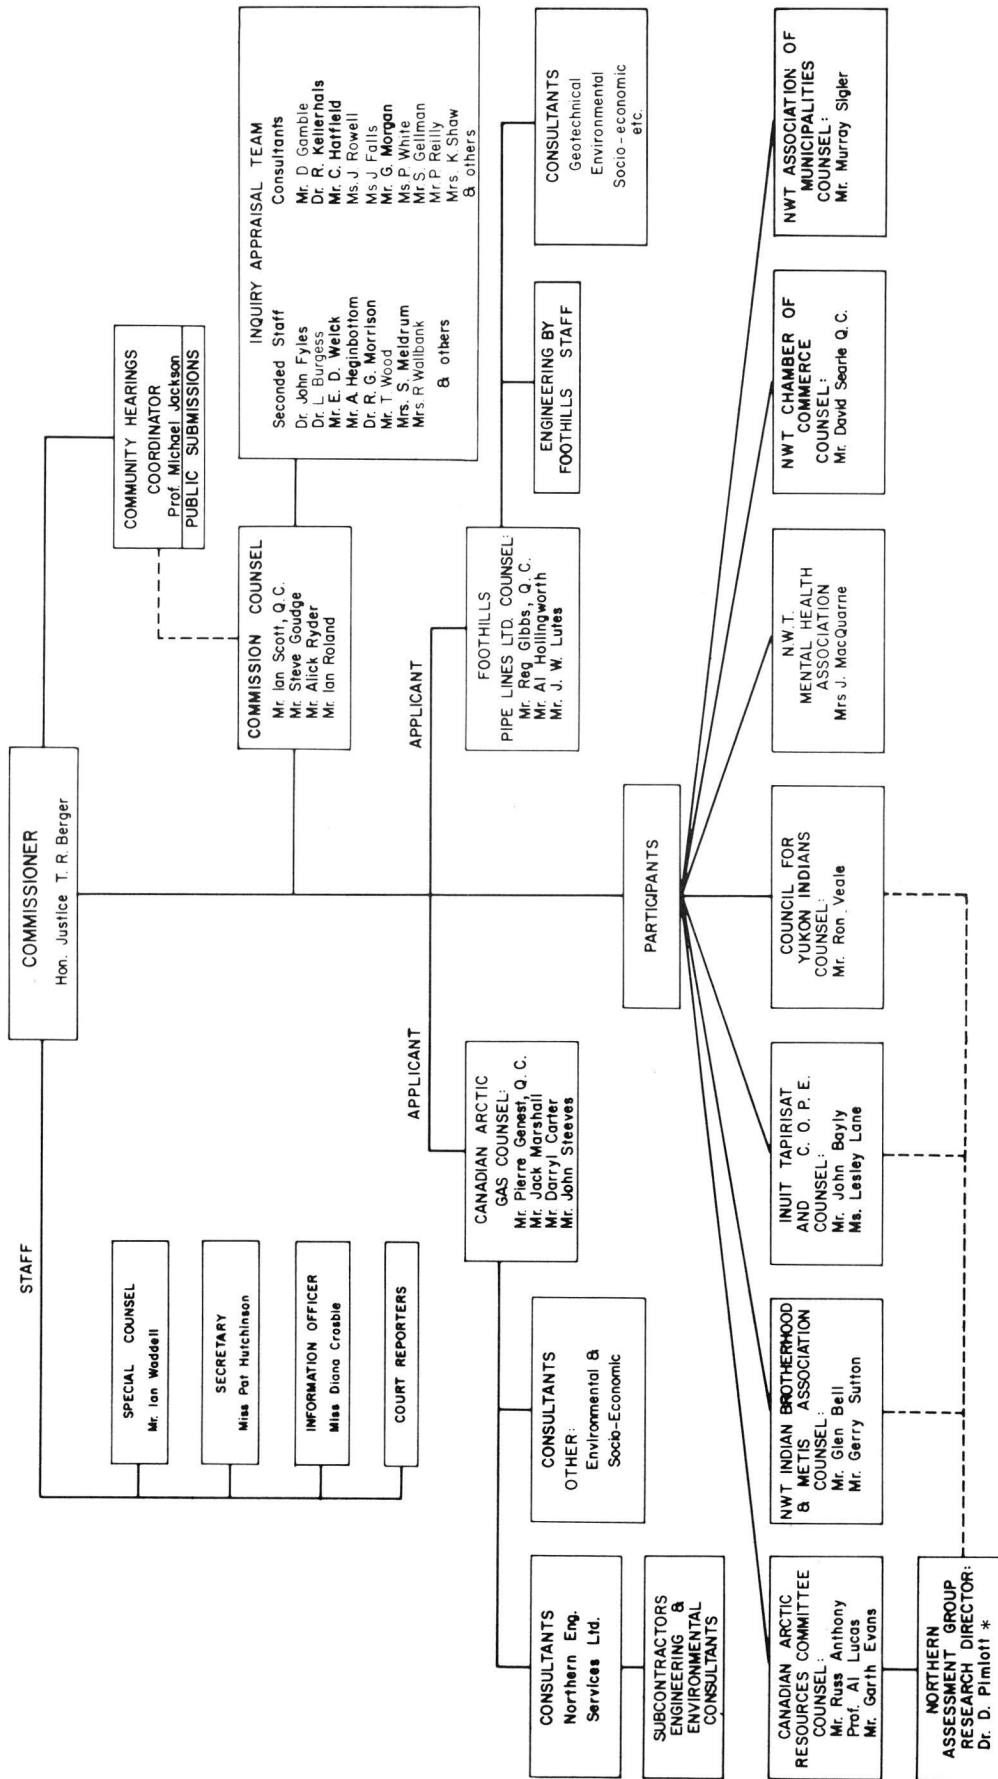 COMMISSIONER
Hon. Justice T. R. Berger
STAFF
SPECIAL COUNSEL
Mr. Ian Waddell
SECRETARY
Miss Pat Hutchinson
INFORMATION OFFICER
Miss Diana Crosbie
COURT REPORTERS
COMMUNITY HEARINGS
COORDINATOR
Prof. Michael Jackson
PUBLIC SUBMISSIONS
COMMISSION COUNSEL
Mr. Ian Scott, Q.C.
Mr. Steve Goudge
Mr. Alick Ryder
Mr. Ian Roland
INQUIRY APPRAISAL TEAM
Seconded Staff
Dr. John Fyles
Dr. L Burgess
Mr. E. D. Weick
Mr. A Heginbottom
Dr. R. G. Morrison
Mr. T. Wood
Mrs. S. Meldrum
Mrs. R Wallbank
& others
Consultants
Mr. D Gamble
Dr. R. Kellerhals
Mr. C. Hatfield
Ms. J. Rowell
Ms J Falls
Mr. G. Morgan
Ms. P. White
Mr. S. Gellman
Mr. P. Reilly
Mrs. K. Shaw
& others
APPLICANT
CANADIAN ARCTIC
GAS COUNSEL:
Mr. Pierre Genest, Q. C.
Mr. Jack Marshall
Mr. Darryl Carter
Mr. John Steeves
CONSULTANTS
Northern Eng.
Services Ltd.
SUBCONTRACTORS
ENGINEERING &
ENVIRONMENTAL
CONSULTANTS
CONSULTANTS
OTHER:
Environmental &
Socio-Economic
APPLICANT
FOOTHILLS
PIPE LINES LTD. COUNSEL:
Mr. Reg Gibbs, Q. C.
Mr. Al Hollingworth
Mr. J. W. Lutes
ENGINEERING BY
FOOTHILLS STAFF
CONSULTANTS
Geotechnical
Environmental
Socio-economic
etc.
PARTICIPANTS
CANADIAN ARCTIC
RESOURCES COMMITTEE
COUNSEL:
Mr. Russ Anthony
Prof. Al Lucas
Mr. Garth Evans
NORTHERN
ASSESSMENT GROUP
RESEARCH DIRECTOR:
Dr. D. Pimlott *
NWT INDIAN BROTHERHOOD
& METIS ASSOCIATION
COUNSEL:
Mr. Glen Bell
Mr. Gerry Sutton
INUIT TAPIRISAT
AND C. O. P. E.
COUNSEL:
Mr. John Bayly
Ms. Lesley Lane
COUNCIL FOR
YUKON INDIANS
COUNSEL:
Mr. Ron Veale
N.W.T.
MENTAL HEALTH
ASSOCIATION
Mrs J. MacQuarrie
NWT CHAMBER OF
COMMERCE
COUNSEL:
Mr. David Searle Q. C.
NWT ASSOCIATION OF
MUNICIPALITIES
COUNSEL:
Mr. Murray Sigler